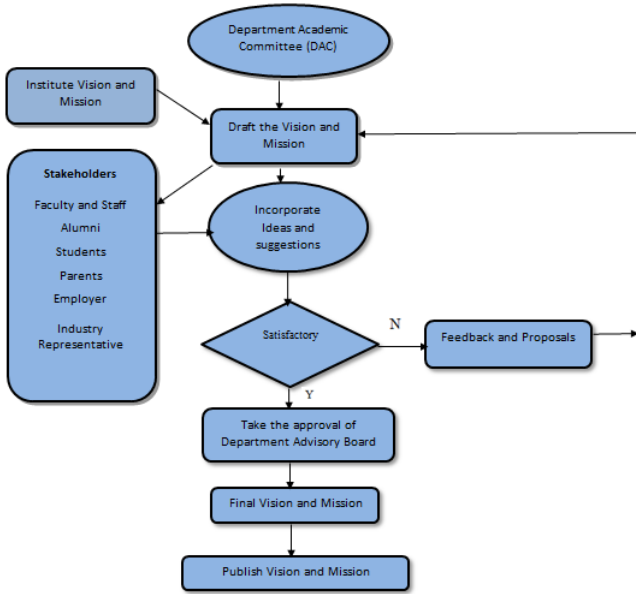 Department Academic
Committee (DAC)
Institute Vision and
Mission
Draft the Vision and
Mission
Stakeholders
Faculty and Staff
Alumni
Students
Parents
Employer
Industry
Representative
Incorporate
Ideas and
suggestions
Satisfactory
N
Feedback and Proposals
Y
Take the approval of
Department Advisory Board
Final Vision and Mission
Publish Vision and Mission